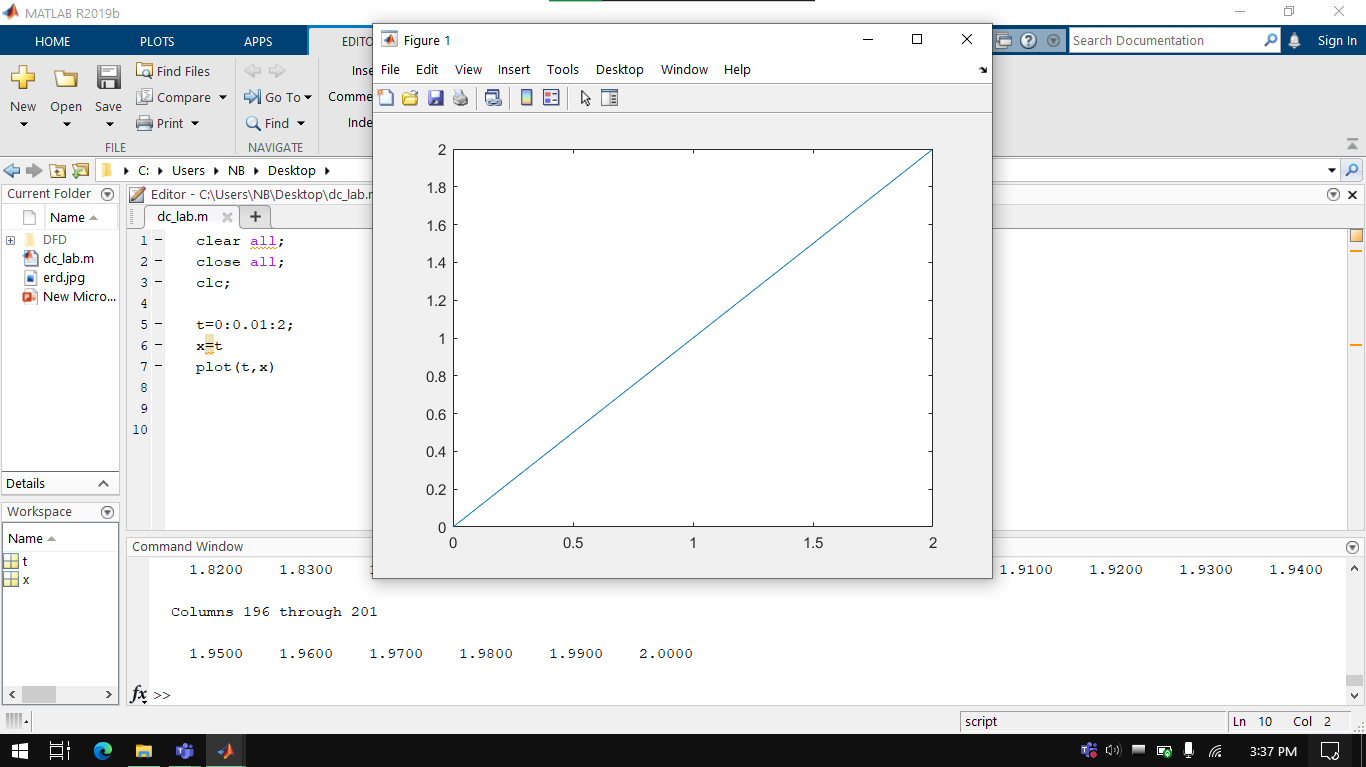 MATLAB R2019b
HOME PLOTS APPS EDITO
Search Documentation Sign In
New Open Save
Find Files
Compare
Print
FILE
Go To
Find
NAVIGATE
Inse
Comme
Inde
C: Users NB Desktop
Current Folder
Name
DFD
dc_lab.m
erd.jpg
New Micro...
Details
Workspace
Name
t
x
Editor - C:\Users\NB\Desktop\dc_lab.m
dc_lab.m
1 clear all;
2 close all;
3 clc;
4
5 t=0:0.01:2;
6 x=t
7 plot(t,x)
8
9
10
Figure 1
File Edit View Insert Tools Desktop Window Help
2
1.8
1.6
1.4
1.2
1
0.8
0.6
0.4
0.2
0
0 0.5 1 1.5 2
Command Window
1.8200 1.8300 1.9100 1.9200 1.9300 1.9400
Columns 196 through 201
1.9500 1.9600 1.9700 1.9800 1.9900 2.0000
fx >>
script Ln 10 Col 2
3:37 PM